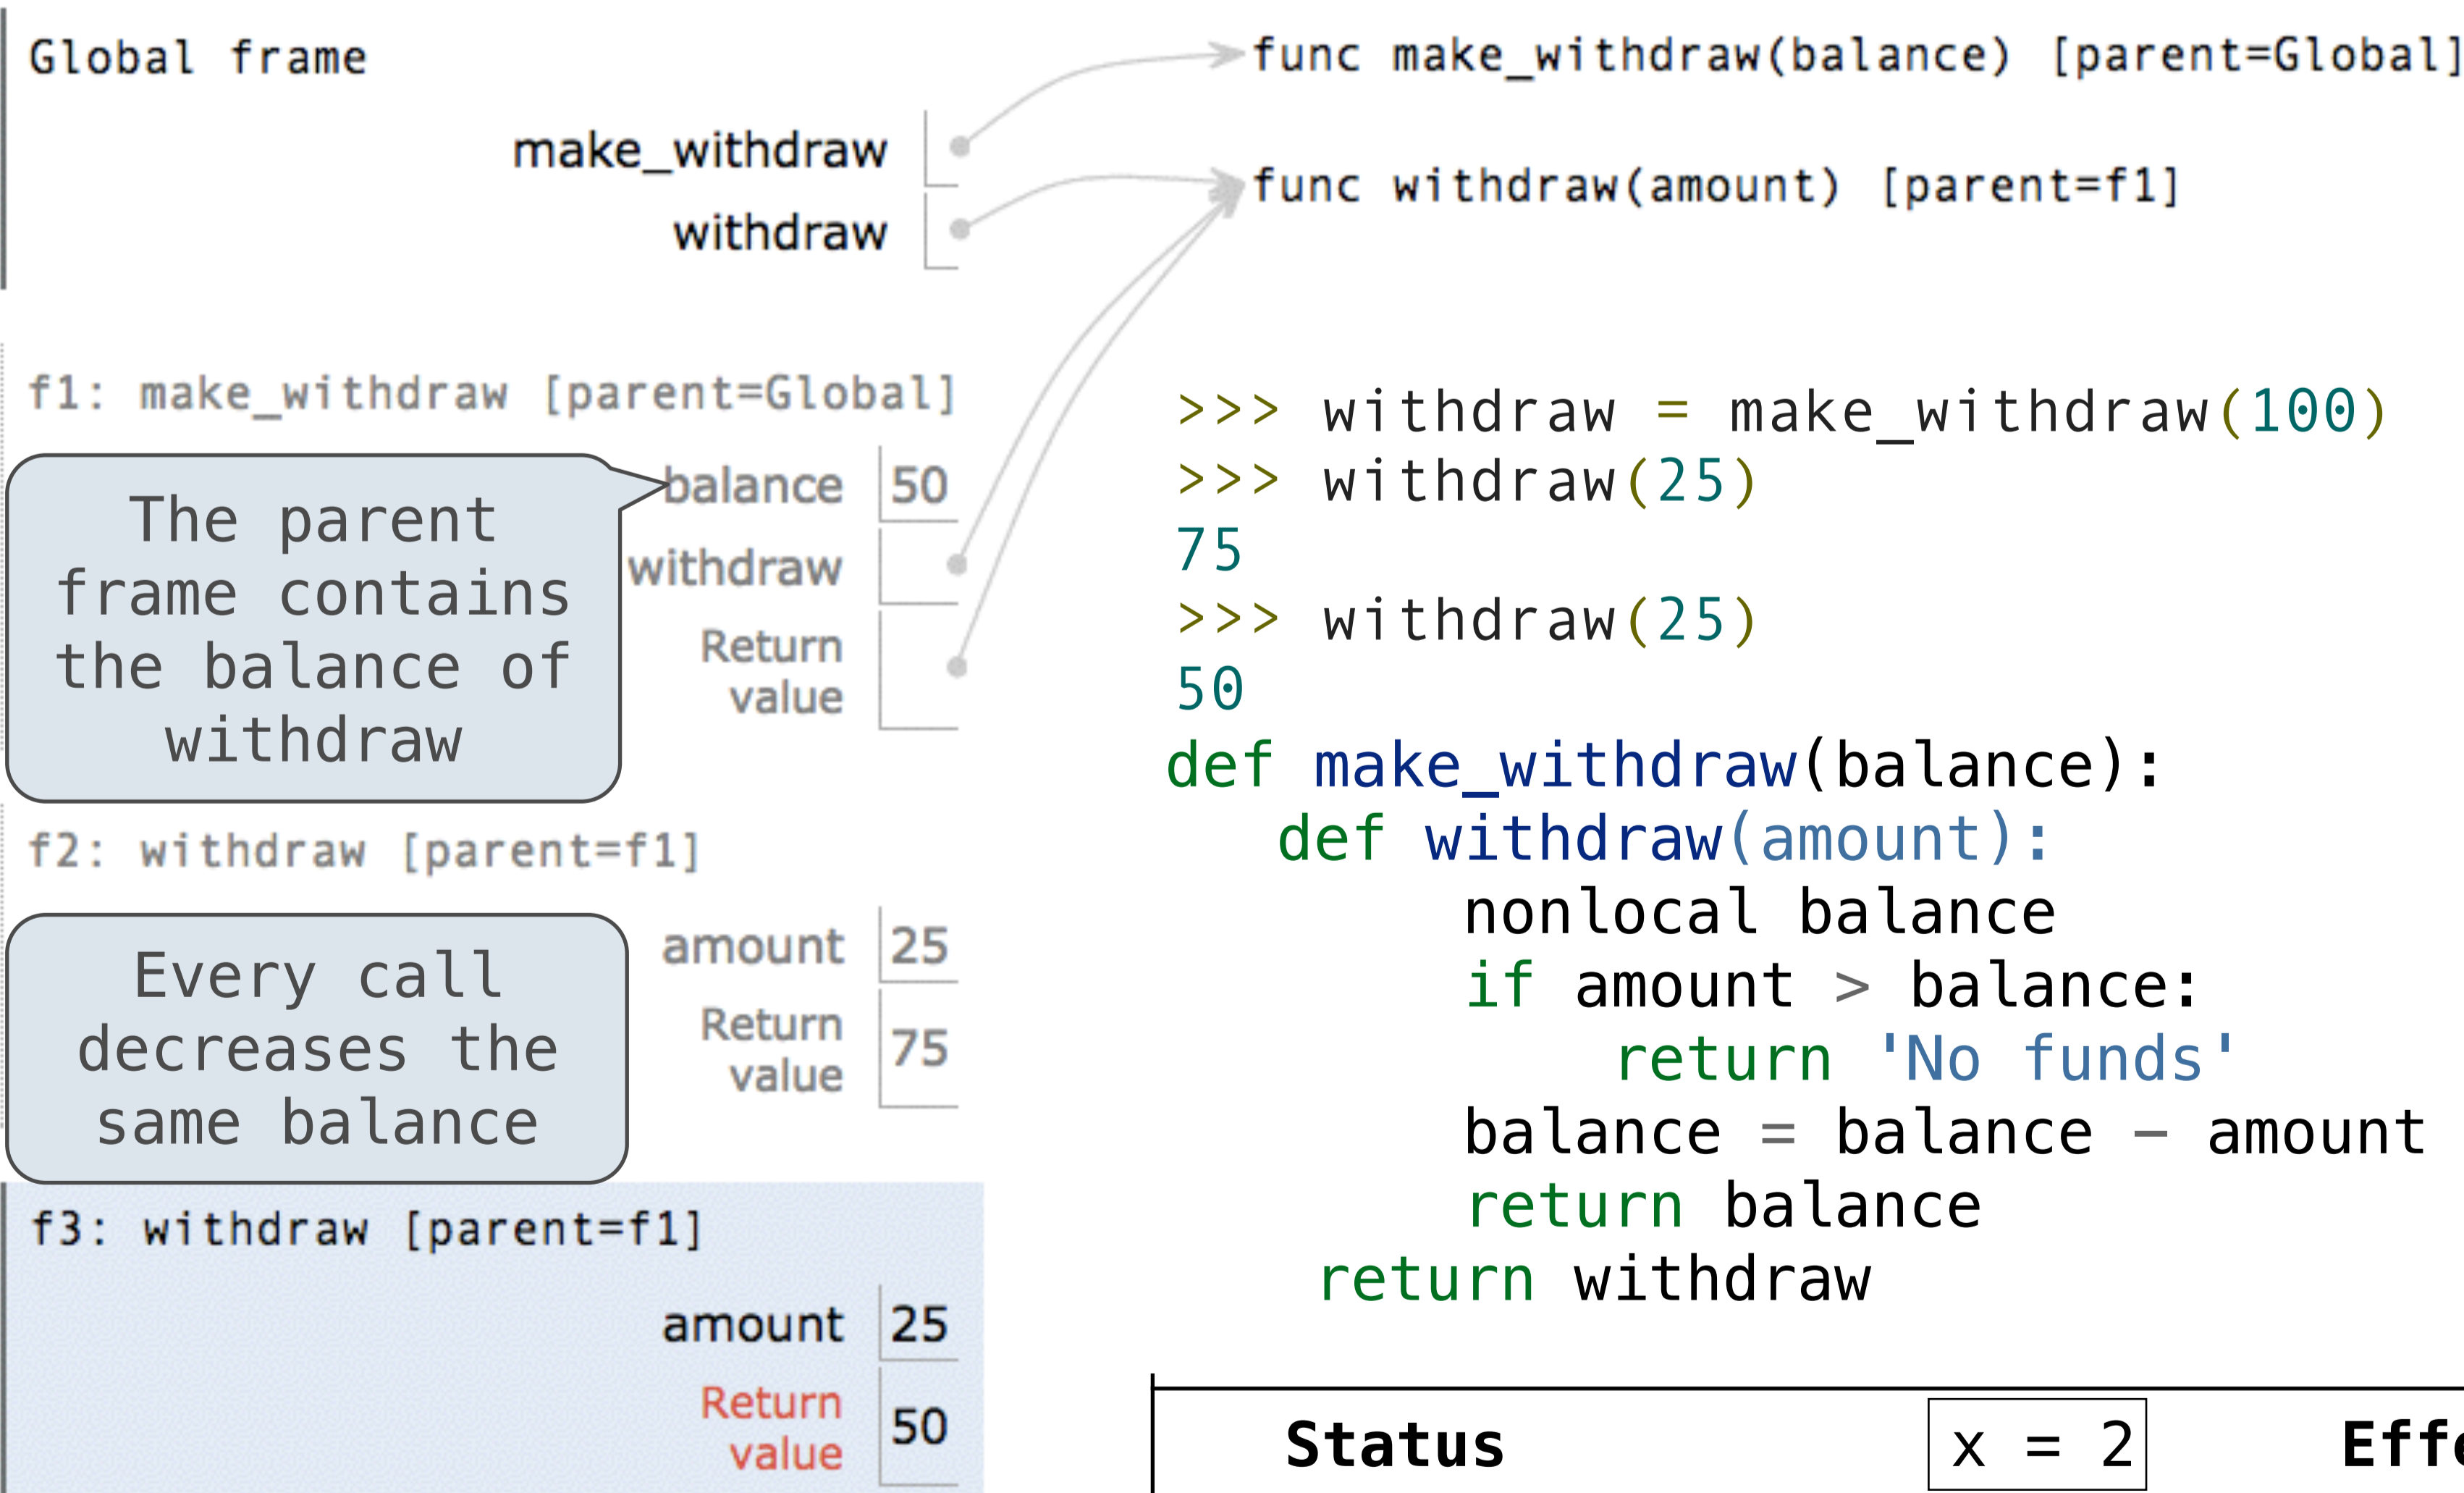 Global frame
make_withdraw
withdraw
func make_withdraw(balance) [parent=Global]
func withdraw(amount) [parent=f1]
f1: make_withdraw [parent=Global]
The parent
frame contains
the balance of
withdraw
balance 50
withdraw
Return
value
f2: withdraw [parent=f1]
Every call
decreases the
same balance
amount 25
Return
value 75
f3: withdraw [parent=f1]
amount 25
Return
value 50
>>> withdraw = make_withdraw(100)
>>> withdraw(25)
75
>>> withdraw(25)
50
def make_withdraw(balance):
def withdraw(amount):
nonlocal balance
if amount > balance:
return 'No funds'
balance = balance - amount
return balance
return withdraw
Status x = 2